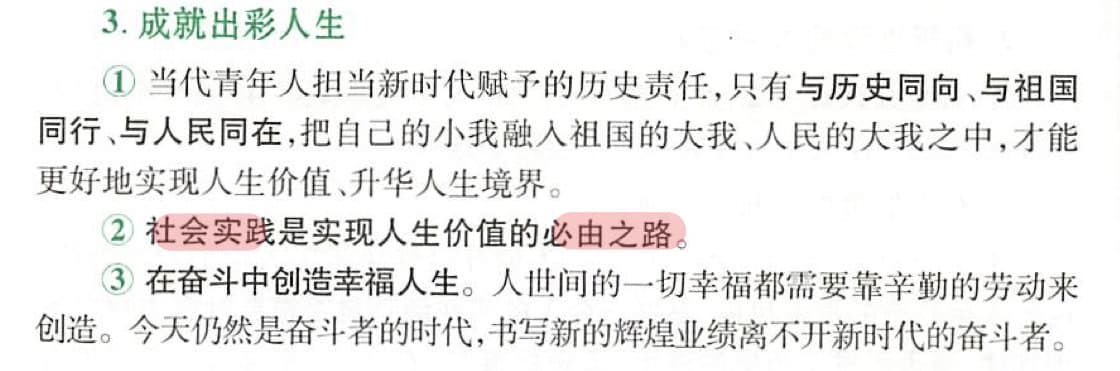 3. 成就出彩人生
① 当代青年人担当新时代赋予的历史责任,只有与历史同向、与祖国
同行、与人民同在,把自己的小我融入祖国的大我、人民的大我之中,才能
更好地实现人生价值、升华人生境界。
② 社会实践是实现人生价值的必由之路。
③ 在奋斗中创造幸福人生。人世间的一切幸福都需要靠辛勤的劳动来
创造。今天仍然是奋斗者的时代,书写新的辉煌业绩离不开新时代的奋斗者。